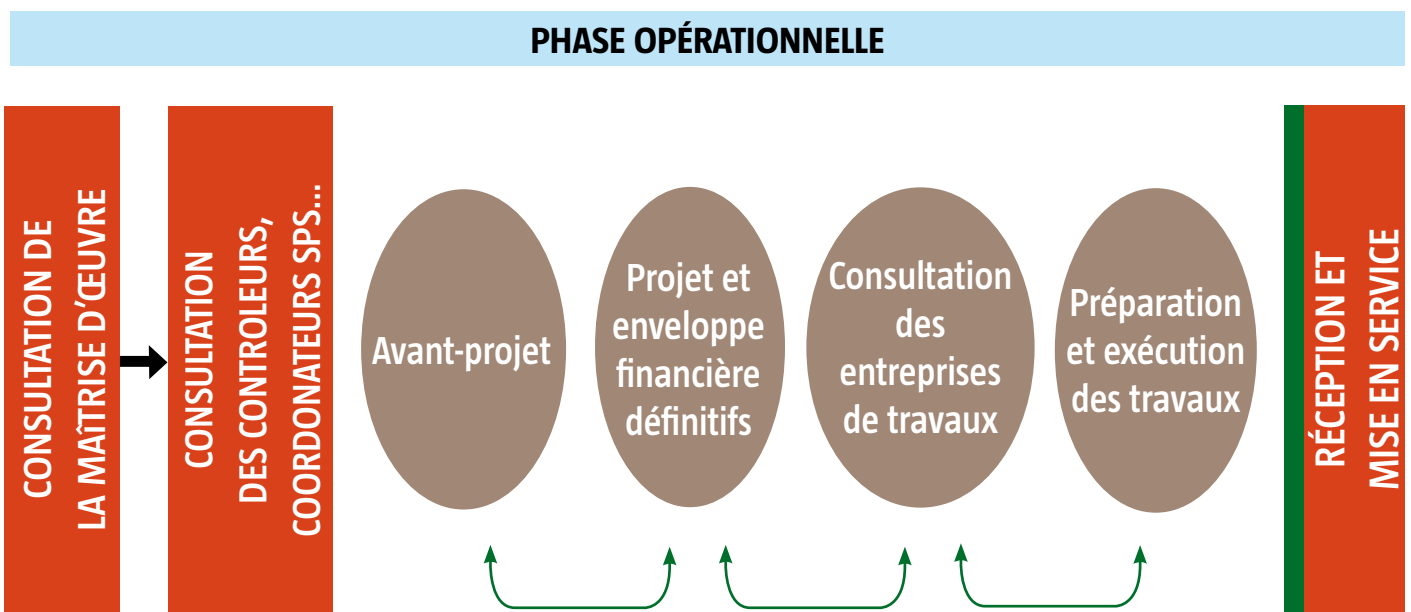 PHASE OPÉRATIONNELLE
CONSULTATION DE
LA MAÎTRISE D'ŒUVRE
CONSULTATION
DES CONTROLEURS,
COORDONATEURS SPS...
Avant-projet
Projet et
enveloppe
financière
définitifs
Consultation
des
entreprises
de travaux
Préparation
et exécution
des travaux
RÉCEPTION ET
MISE EN SERVICE